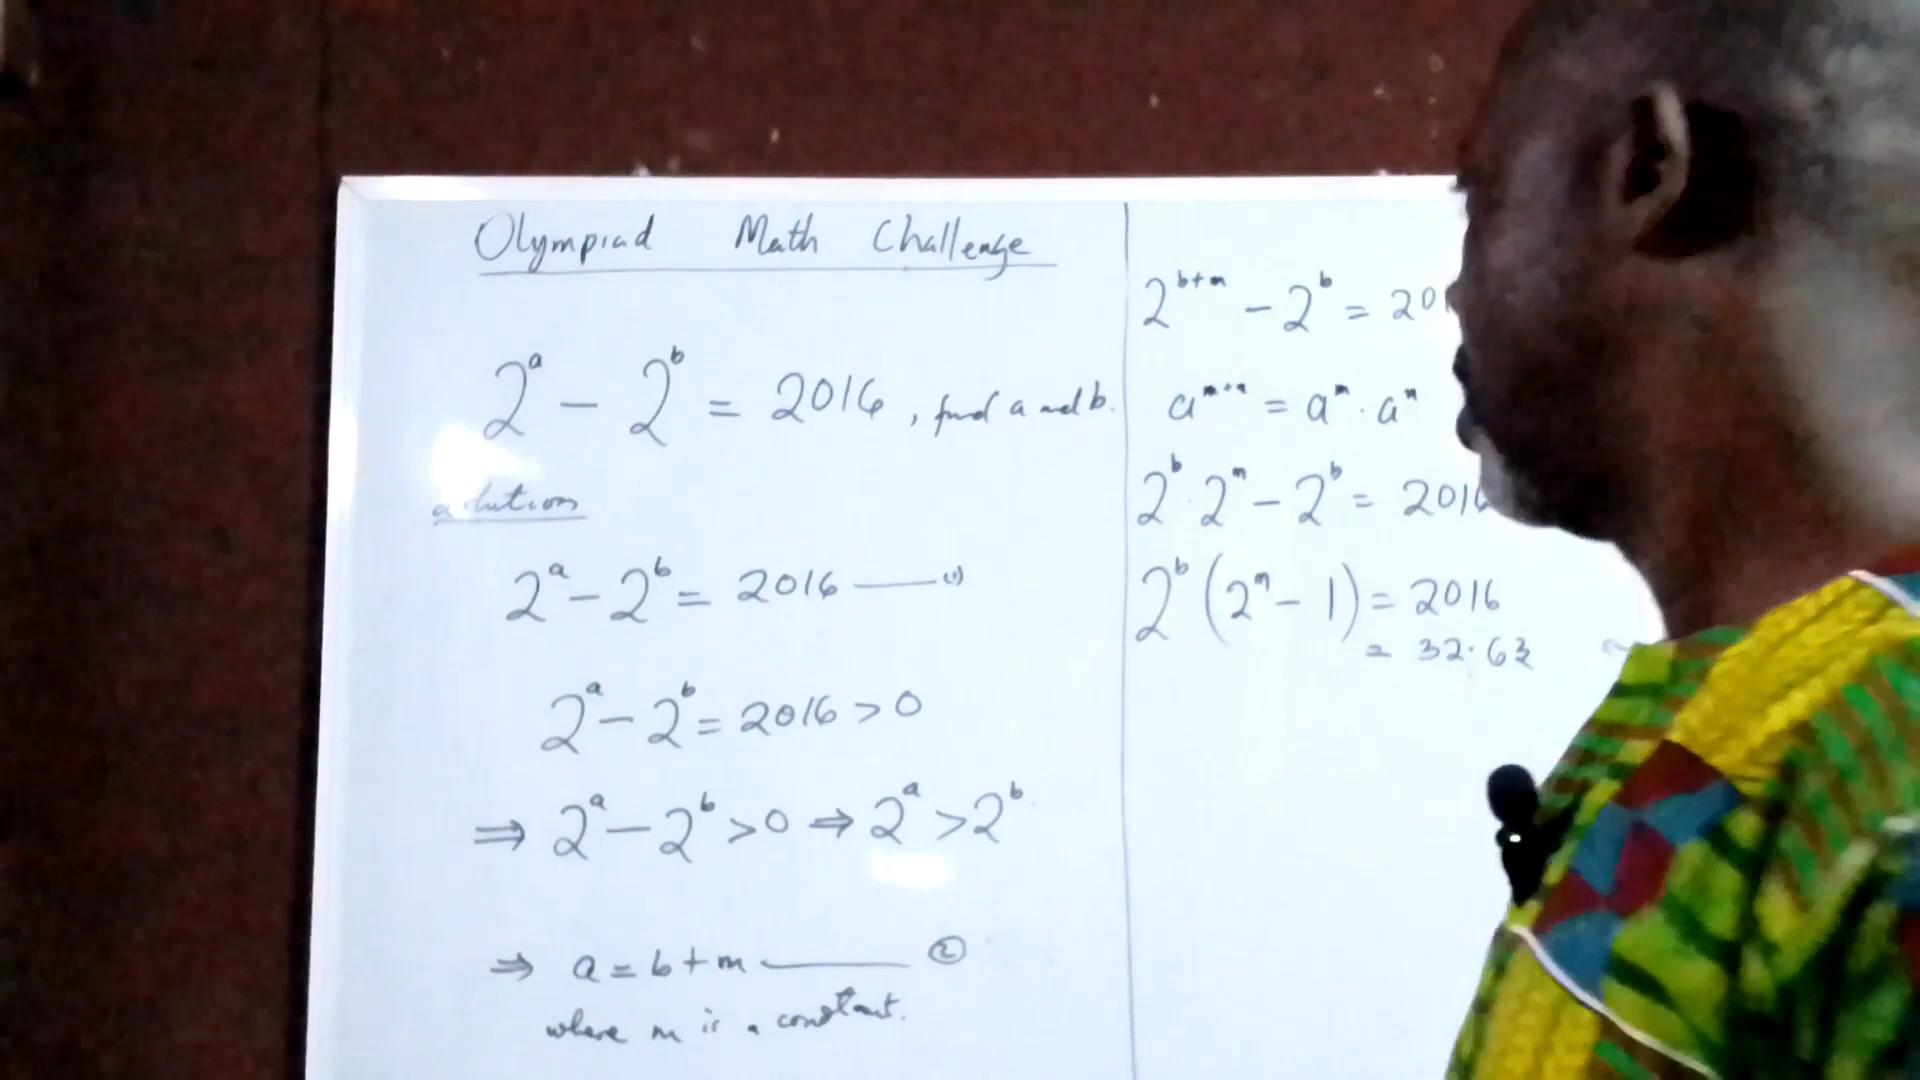 Olympiad Math Challenge
2^a - 2^b = 2016, find a and b.
solution
2^a - 2^b = 2016 —— (1)
2^a - 2^b = 2016 > 0
⇒ 2^a - 2^b > 0 ⇒ 2^a > 2^b
⇒ a = b + m —— ②
where m is a constant.
2^{b+m} - 2^b = 201
a^{m+n} = a^m · a^n
2^b · 2^m - 2^b = 2016
2^b (2^m - 1) = 2016
= 32 · 63